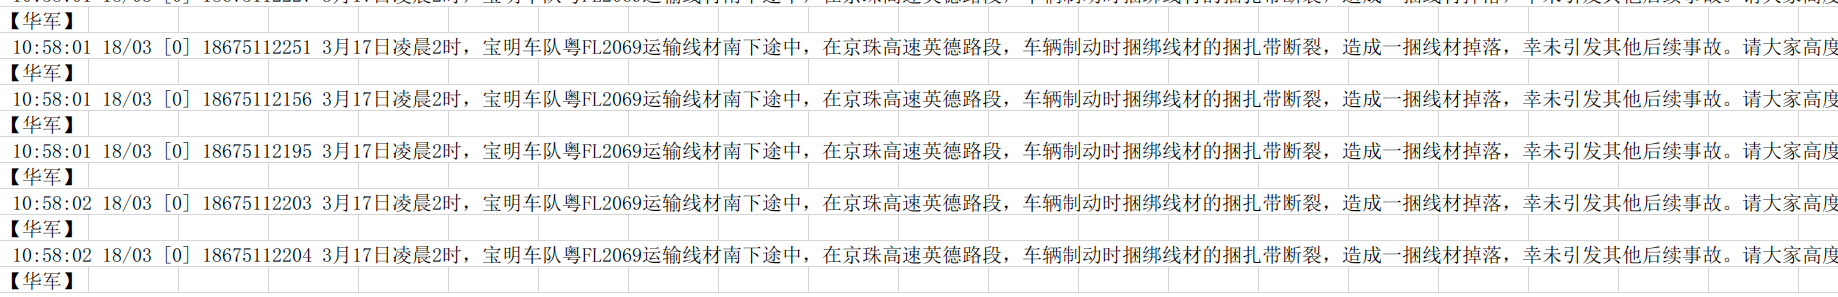 【华军】
10:58:01 18/03 [0] 18675112251 3月17日凌晨2时，宝明车队粤FL2069运输线材南下途中，在京珠高速英德路段，车辆制动时捆绑线材的捆扎带断裂，造成一捆线材掉落，幸未引发其他后续事故。请大家高度
【华军】
10:58:01 18/03 [0] 18675112156 3月17日凌晨2时，宝明车队粤FL2069运输线材南下途中，在京珠高速英德路段，车辆制动时捆绑线材的捆扎带断裂，造成一捆线材掉落，幸未引发其他后续事故。请大家高度
【华军】
10:58:01 18/03 [0] 18675112195 3月17日凌晨2时，宝明车队粤FL2069运输线材南下途中，在京珠高速英德路段，车辆制动时捆绑线材的捆扎带断裂，造成一捆线材掉落，幸未引发其他后续事故。请大家高度
【华军】
10:58:02 18/03 [0] 18675112203 3月17日凌晨2时，宝明车队粤FL2069运输线材南下途中，在京珠高速英德路段，车辆制动时捆绑线材的捆扎带断裂，造成一捆线材掉落，幸未引发其他后续事故。请大家高度
【华军】
10:58:02 18/03 [0] 18675112204 3月17日凌晨2时，宝明车队粤FL2069运输线材南下途中，在京珠高速英德路段，车辆制动时捆绑线材的捆扎带断裂，造成一捆线材掉落，幸未引发其他后续事故。请大家高度
【华军】